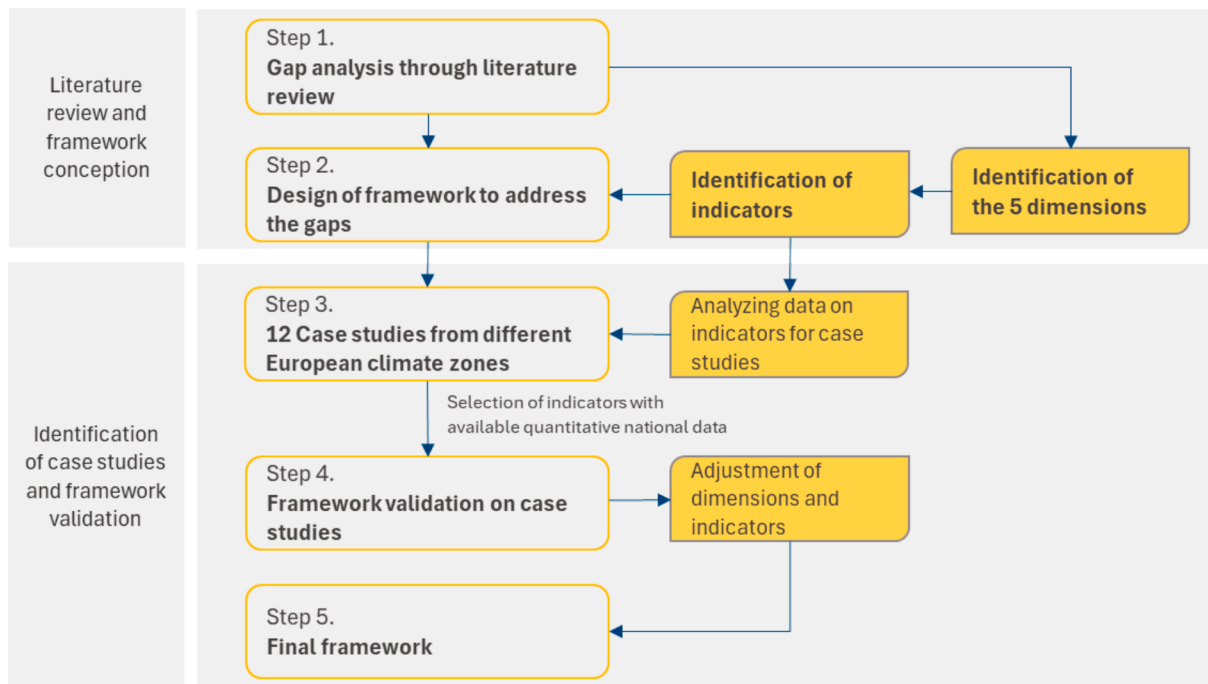 Literature
review and
framework
conception
Step 1.
Gap analysis through literature
review
Step 2.
Design of framework to address
the gaps
Identification of
indicators
Identification of
the 5 dimensions
Identification
of case studies
and framework
validation
Step 3.
12 Case studies from different
European climate zones
Analyzing data on
indicators for case
studies
Selection of indicators with
available quantitative national data
Step 4.
Framework validation on case
studies
Adjustment of
dimensions and
indicators
Step 5.
Final framework